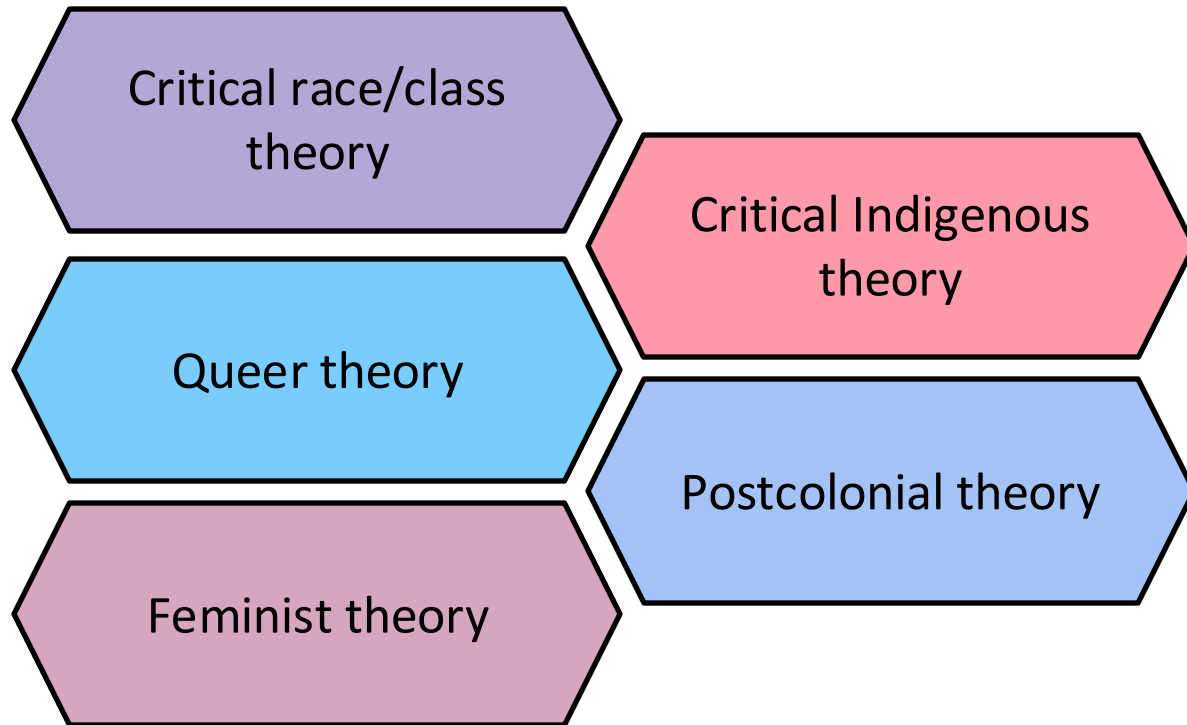 Critical race/class
theory
Critical Indigenous
theory
Queer theory
Postcolonial theory
Feminist theory